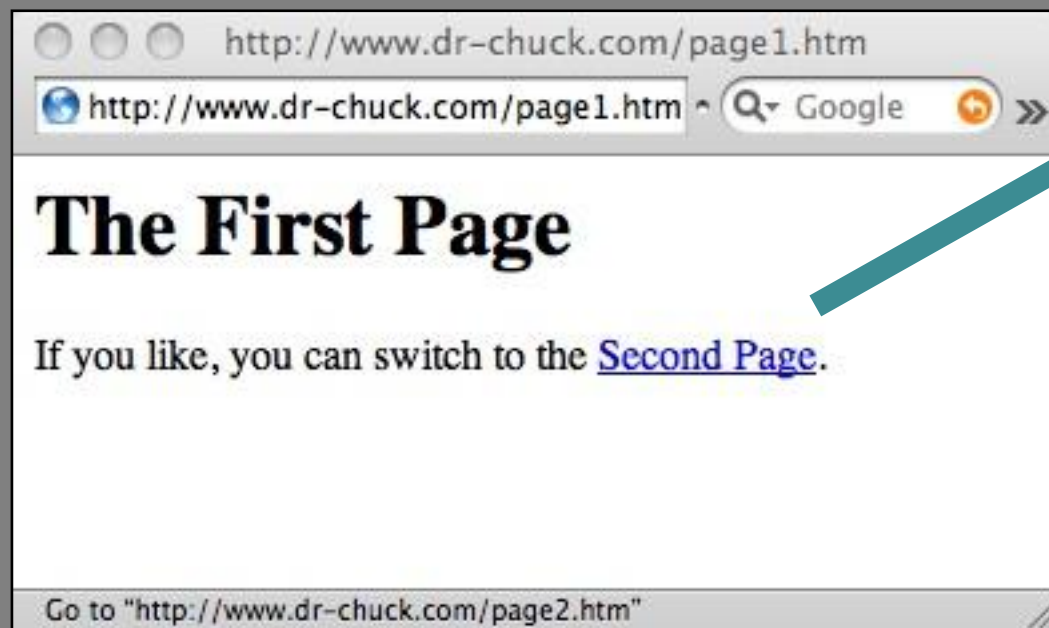 http://www.dr-chuck.com/page1.htm
http://www.dr-chuck.com/page1.htm Google
The First Page
If you like, you can switch to the Second Page.
Go to "http://www.dr-chuck.com/page2.htm"